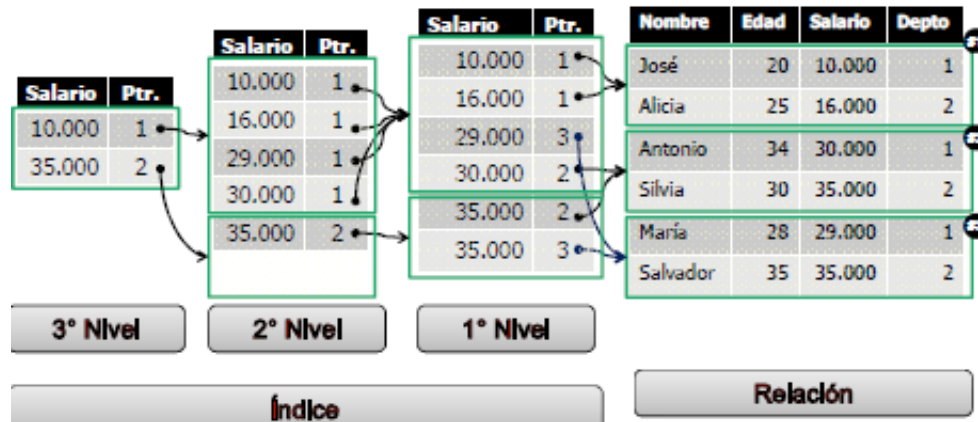 Salario Ptr.
10.000 1
35.000 2
3° Nivel
Salario Ptr.
10.000 1
16.000 1
29.000 1
30.000 1
35.000 2
2° Nivel
Salario Ptr.
10.000 1
16.000 1
29.000 3
30.000 2
35.000 2
35.000 3
1° Nivel
Índice
Nombre Edad Salario Depto
José 20 10.000 1
Alicia 25 16.000 2
Antonio 34 30.000 1
Silvia 30 35.000 2
María 28 29.000 1
Salvador 35 35.000 2
Relación